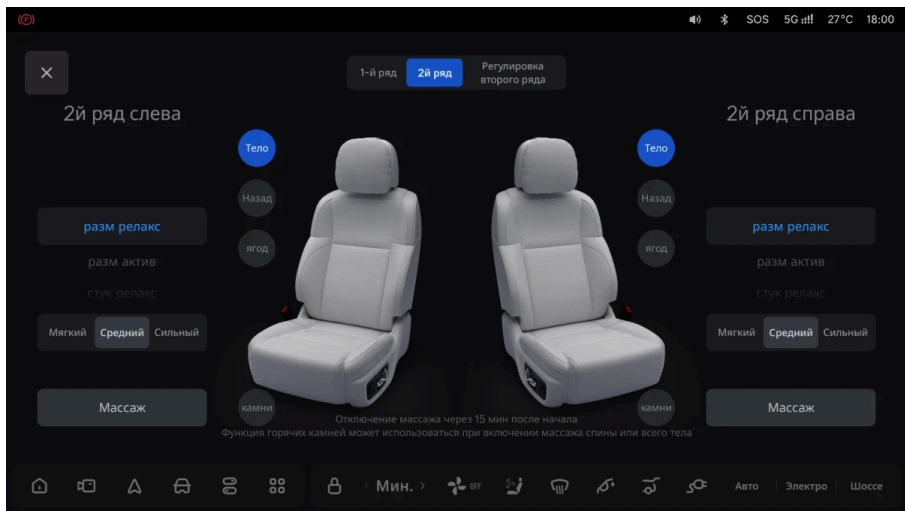 SOS 5G 27°C 18:00
1-й ряд 2й ряд Регулировка
второго ряда
2й ряд слева
2й ряд справа
Тело
Тело
Назад
Назад
разм релакс
разм релакс
ягод
ягод
разм актив
разм актив
стук релакс
стук релакс
Мягкий Средний Сильный
Мягкий Средний Сильный
Массаж
камни
камни
Массаж
Отключение массажа через 15 мин после начала
Функция горячих камней может использоваться при включении массажа спины или всего тела
< Мин. > OFF Авто Электро Шоссе